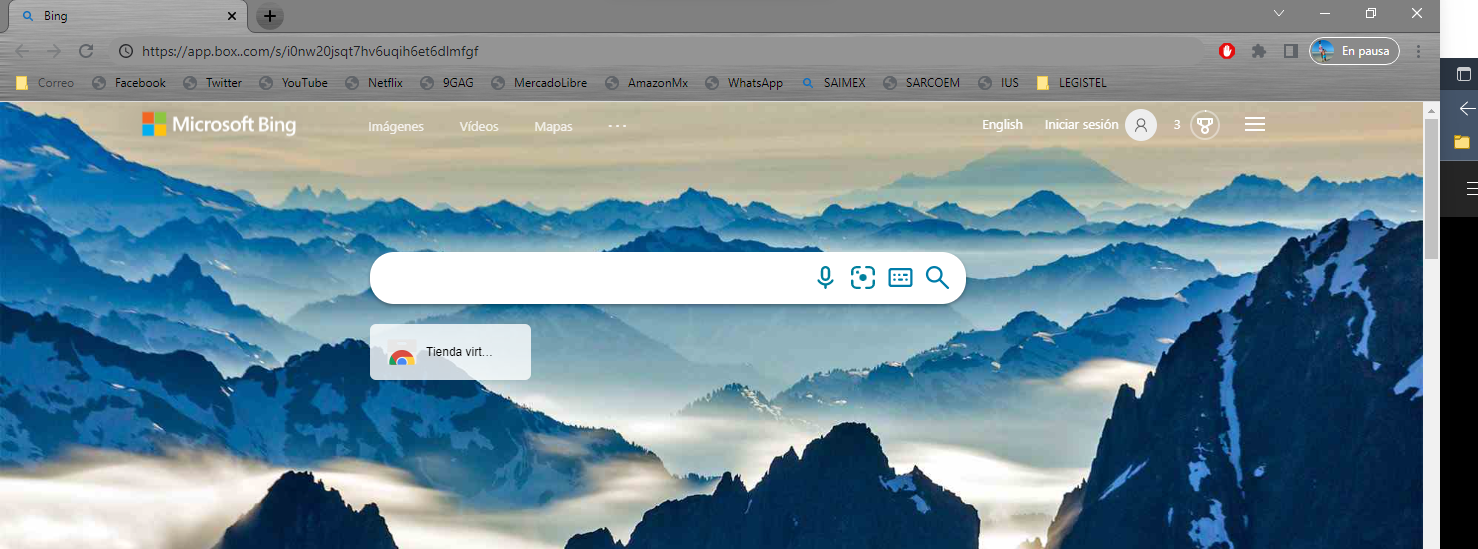 Bing
https://app.box..com/s/i0nw20jsqt7hv6uqih6et6dlmfgf
En pausa
Correo Facebook Twitter YouTube Netflix 9GAG MercadoLibre AmazonMx WhatsApp SAIMEX SARCOEM IUS LEGISTEL
Microsoft Bing Imágenes Vídeos Mapas ... English Iniciar sesión 3
Tienda virt...